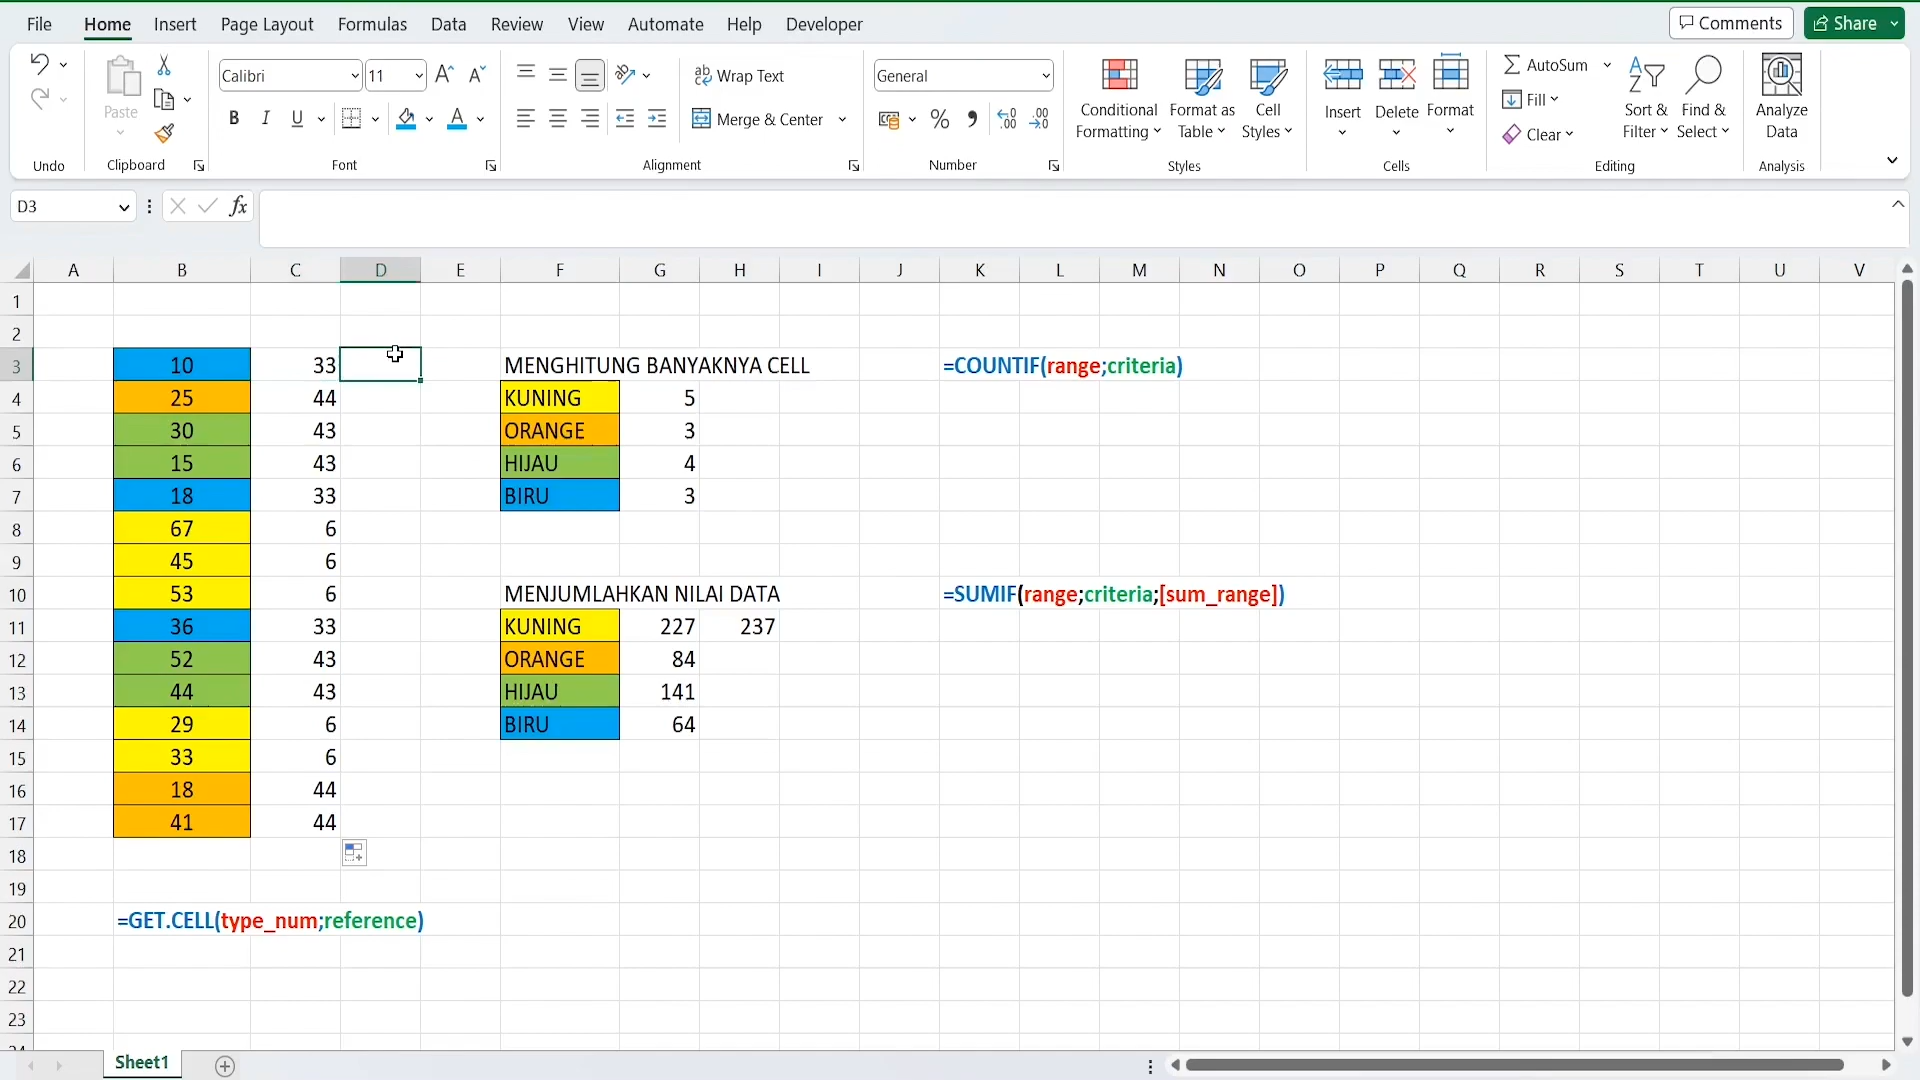 File Home Insert Page Layout Formulas Data Review View Automate Help Developer Comments Share
Calibri 11 Wrap Text General AutoSum
Paste Conditional Format as Cell Insert Delete Format Fill Sort & Find & Analyze
B I U Merge & Center % Formatting Table Styles Clear Filter Select Data
Undo Clipboard Font Alignment Number Styles Cells Editing Analysis
D3 fx
A B C D E F G H I J K L M N O P Q R S T U V
1
2
3 10 33 MENGHITUNG BANYAKNYA CELL =COUNTIF(range;criteria)
4 25 44 KUNING 5
5 30 43 ORANGE 3
6 15 43 HIJAU 4
7 18 33 BIRU 3
8 67 6
9 45 6
10 53 6 MENJUMLAHKAN NILAI DATA =SUMIF(range;criteria;[sum_range])
11 36 33 KUNING 227 237
12 52 43 ORANGE 84
13 44 43 HIJAU 141
14 29 6 BIRU 64
15 33 6
16 18 44
17 41 44
18
19
20 =GET.CELL(type_num;reference)
21
22
23
24
Sheet1